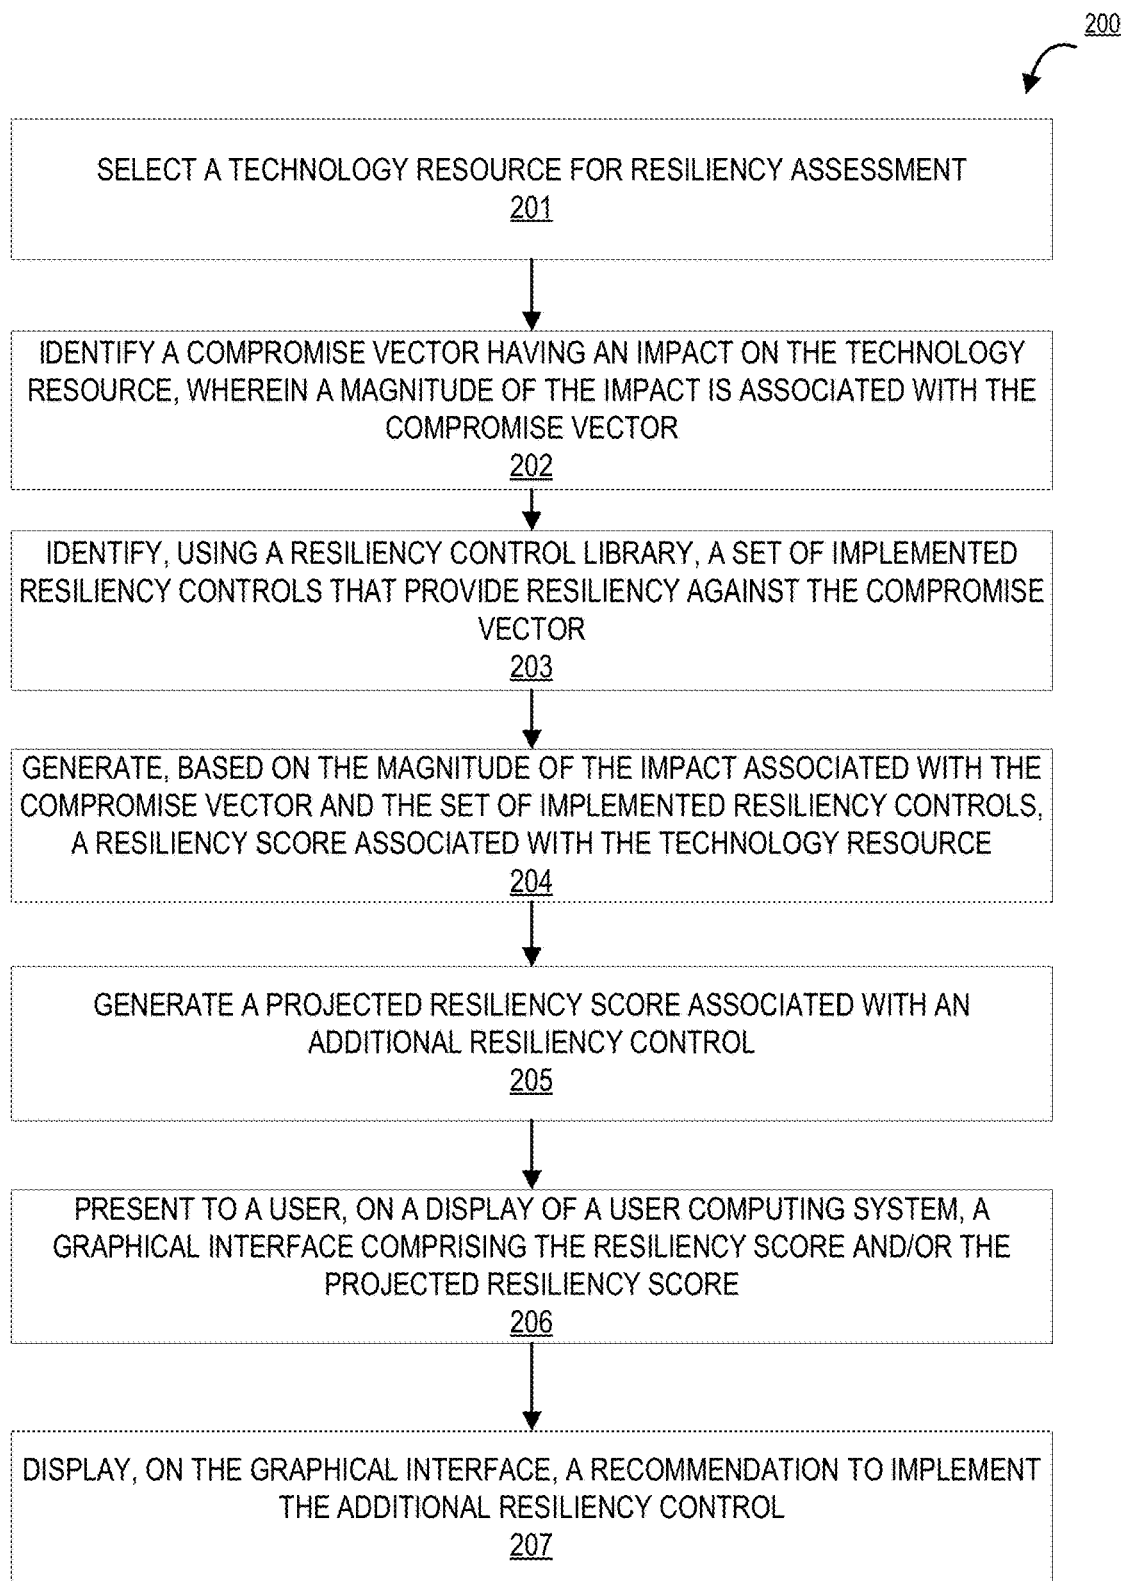 200
SELECT A TECHNOLOGY RESOURCE FOR RESILIENCY ASSESSMENT
201
IDENTIFY A COMPROMISE VECTOR HAVING AN IMPACT ON THE TECHNOLOGY
RESOURCE, WHEREIN A MAGNITUDE OF THE IMPACT IS ASSOCIATED WITH THE
COMPROMISE VECTOR
202
IDENTIFY, USING A RESILIENCY CONTROL LIBRARY, A SET OF IMPLEMENTED
RESILIENCY CONTROLS THAT PROVIDE RESILIENCY AGAINST THE COMPROMISE
VECTOR
203
GENERATE, BASED ON THE MAGNITUDE OF THE IMPACT ASSOCIATED WITH THE
COMPROMISE VECTOR AND THE SET OF IMPLEMENTED RESILIENCY CONTROLS,
A RESILIENCY SCORE ASSOCIATED WITH THE TECHNOLOGY RESOURCE
204
GENERATE A PROJECTED RESILIENCY SCORE ASSOCIATED WITH AN
ADDITIONAL RESILIENCY CONTROL
205
PRESENT TO A USER, ON A DISPLAY OF A USER COMPUTING SYSTEM, A
GRAPHICAL INTERFACE COMPRISING THE RESILIENCY SCORE AND/OR THE
PROJECTED RESILIENCY SCORE
206
DISPLAY, ON THE GRAPHICAL INTERFACE, A RECOMMENDATION TO IMPLEMENT
THE ADDITIONAL RESILIENCY CONTROL
207